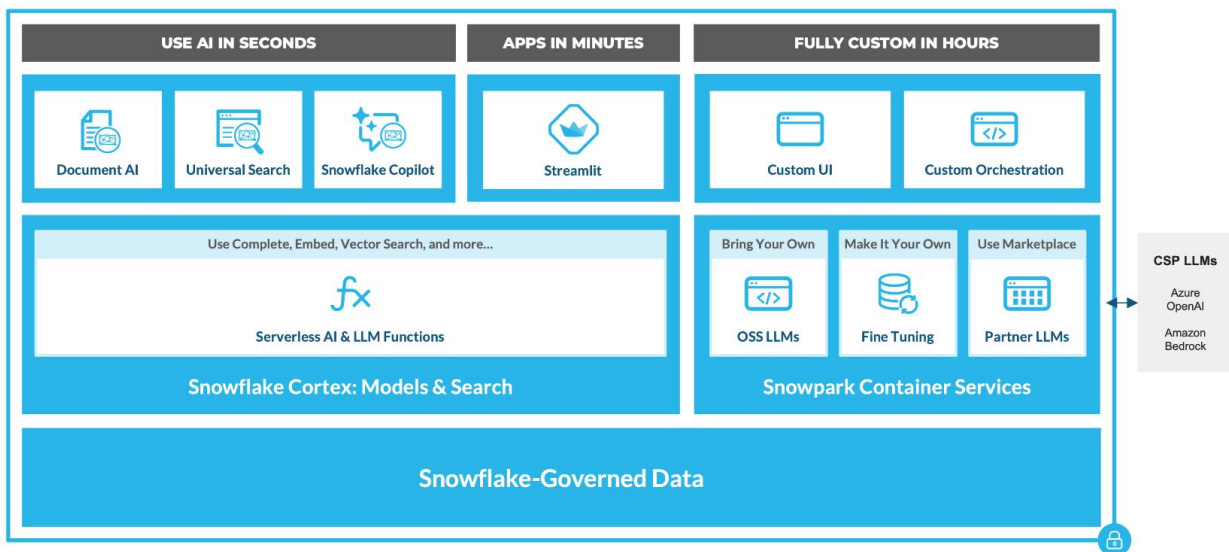 USE AI IN SECONDS
APPS IN MINUTES
FULLY CUSTOM IN HOURS
Document AI
Universal Search
Snowflake Copilot
Streamlit
Custom UI
Custom Orchestration
Use Complete, Embed, Vector Search, and more...
Serverless AI & LLM Functions
Snowflake Cortex: Models & Search
Bring Your Own
OSS LLMs
Make It Your Own
Fine Tuning
Use Marketplace
Partner LLMs
Snowpark Container Services
CSP LLMs
Azure
OpenAI
Amazon
Bedrock
Snowflake-Governed Data